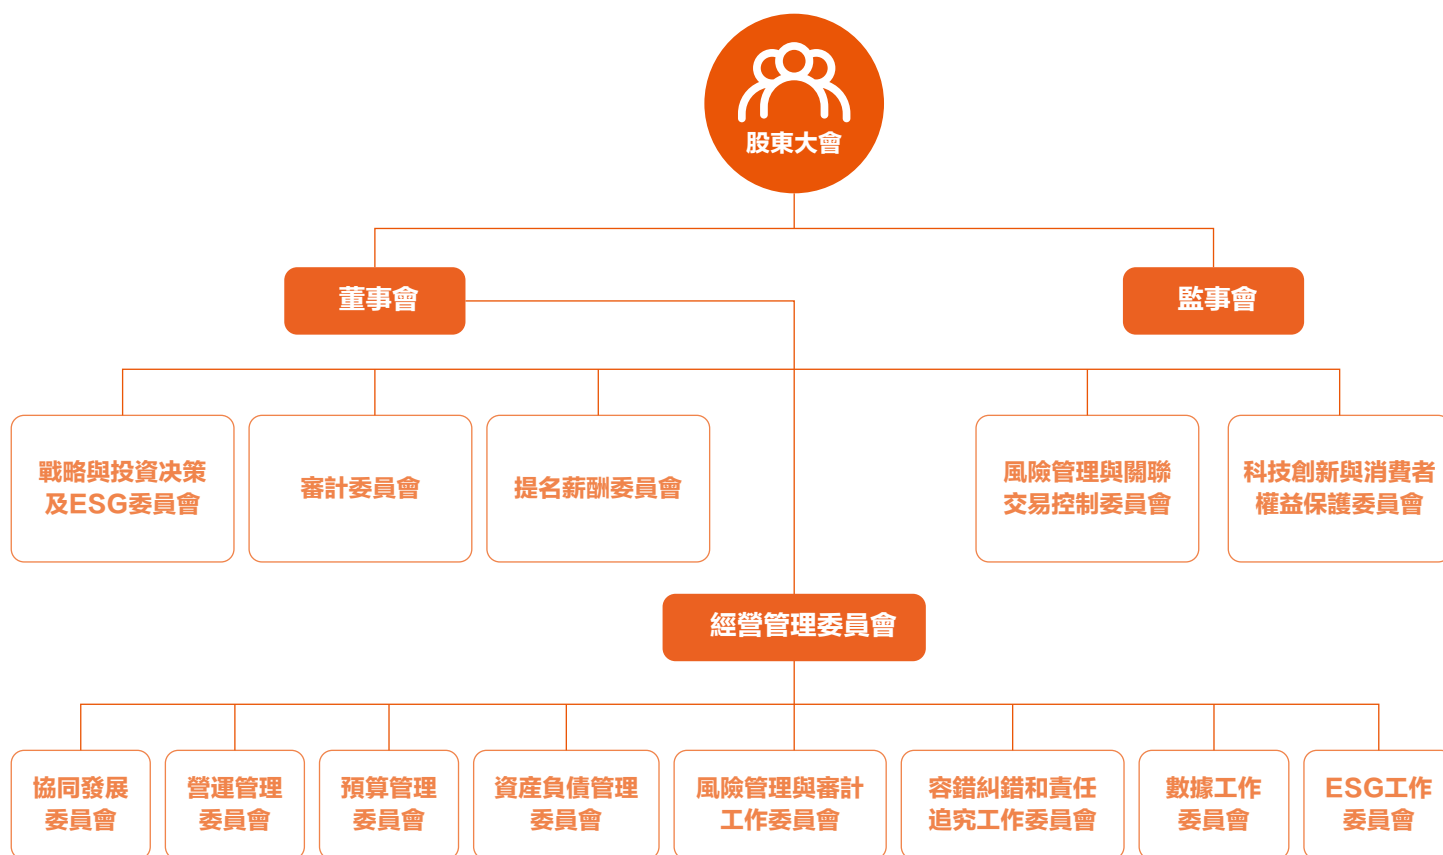 股東大會
董事會
監事會
戰略與投資决策
及ESG委員會
審計委員會
提名薪酬委員會
風險管理與關聯
交易控制委員會
科技創新與消費者
權益保護委員會
經營管理委員會
協同發展
委員會
營運管理
委員會
預算管理
委員會
資産負債管理
委員會
風險管理與審計
工作委員會
容錯糾錯和責任
追究工作委員會
數據工作
委員會
ESG工作
委員會